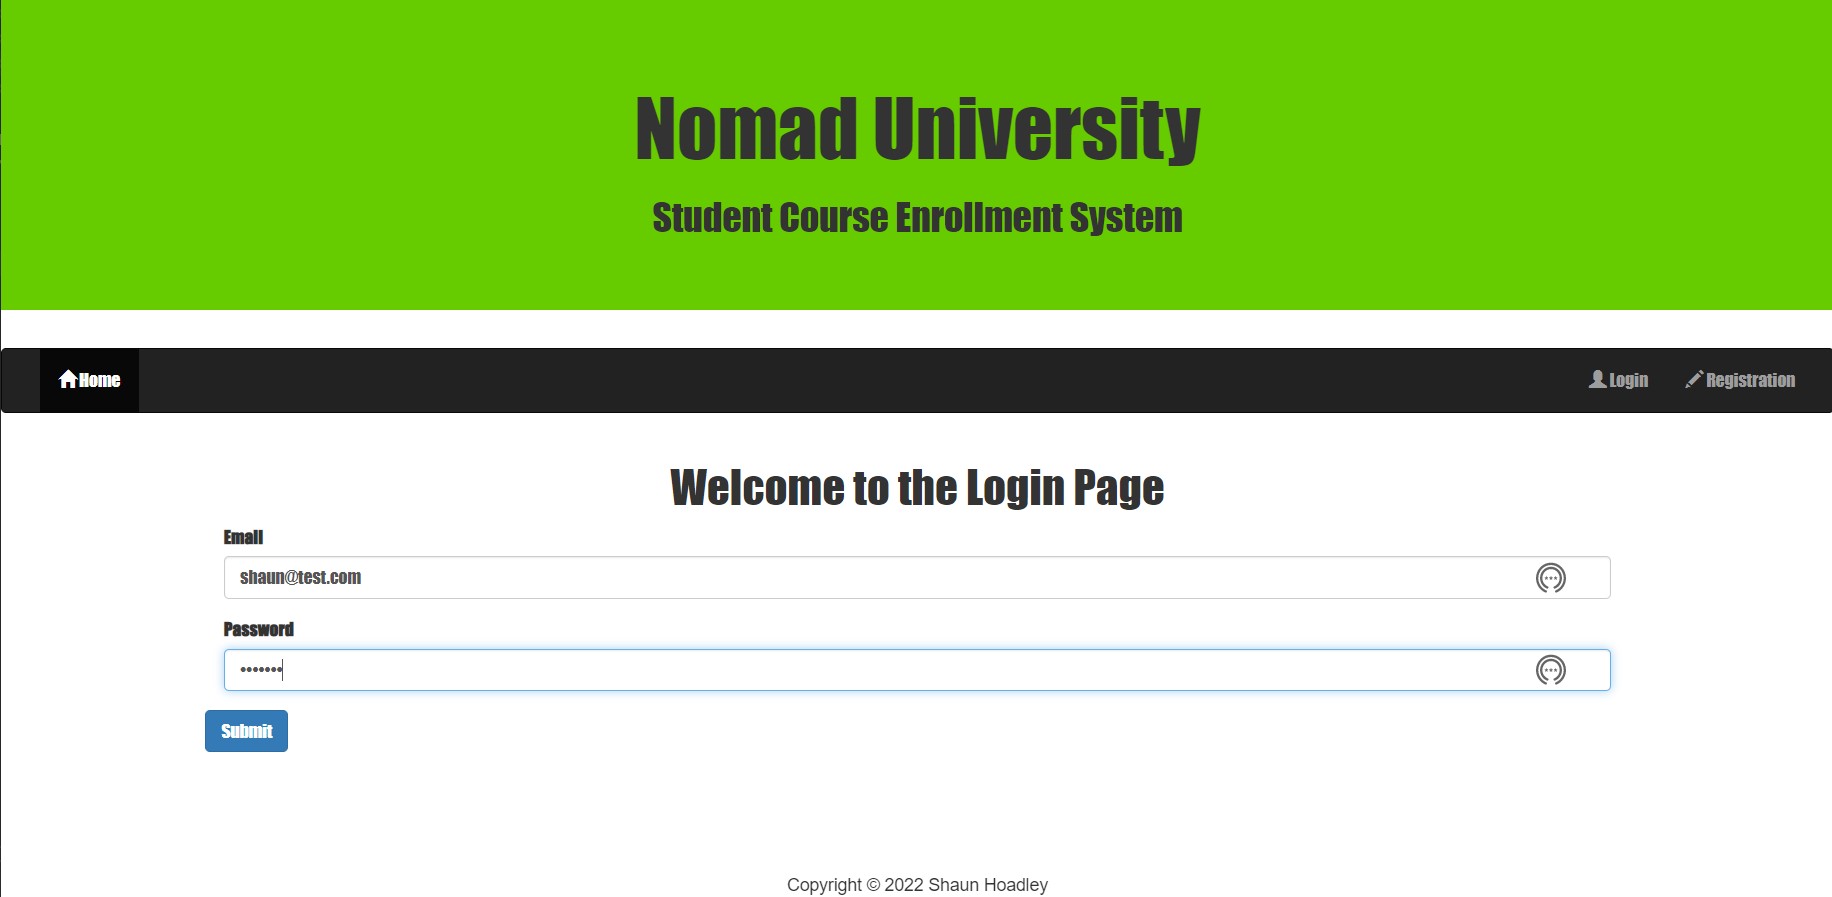 Nomad University
Student Course Enrollment System
Home Login Registration
Welcome to the Login Page
Email
shaun@test.com
Password
•••••••
Submit
Copyright © 2022 Shaun Hoadley